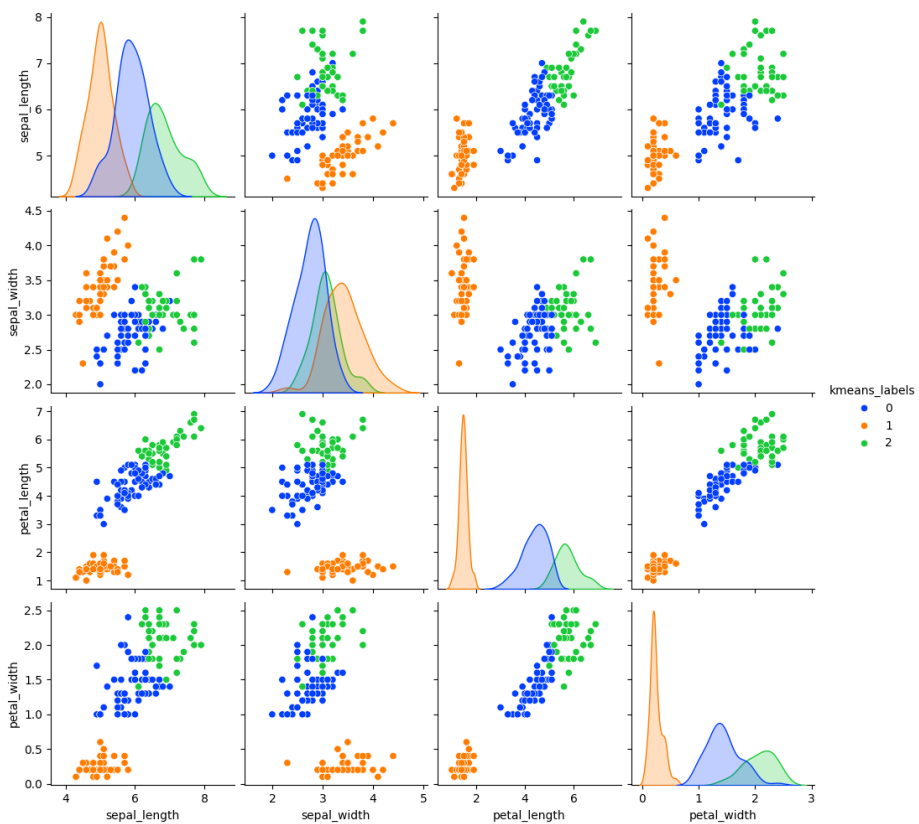 8
7
6
5
sepal_length
4.5
4.0
3.5
3.0
2.5
2.0
sepal_width
kmeans_labels
0
1
2
7
6
5
4
3
2
1
petal_length
2.5
2.0
1.5
1.0
0.5
0.0
petal_width
4 6 8
2 3 4 5
2 4 6
0 1 2 3
sepal_length sepal_width petal_length petal_width